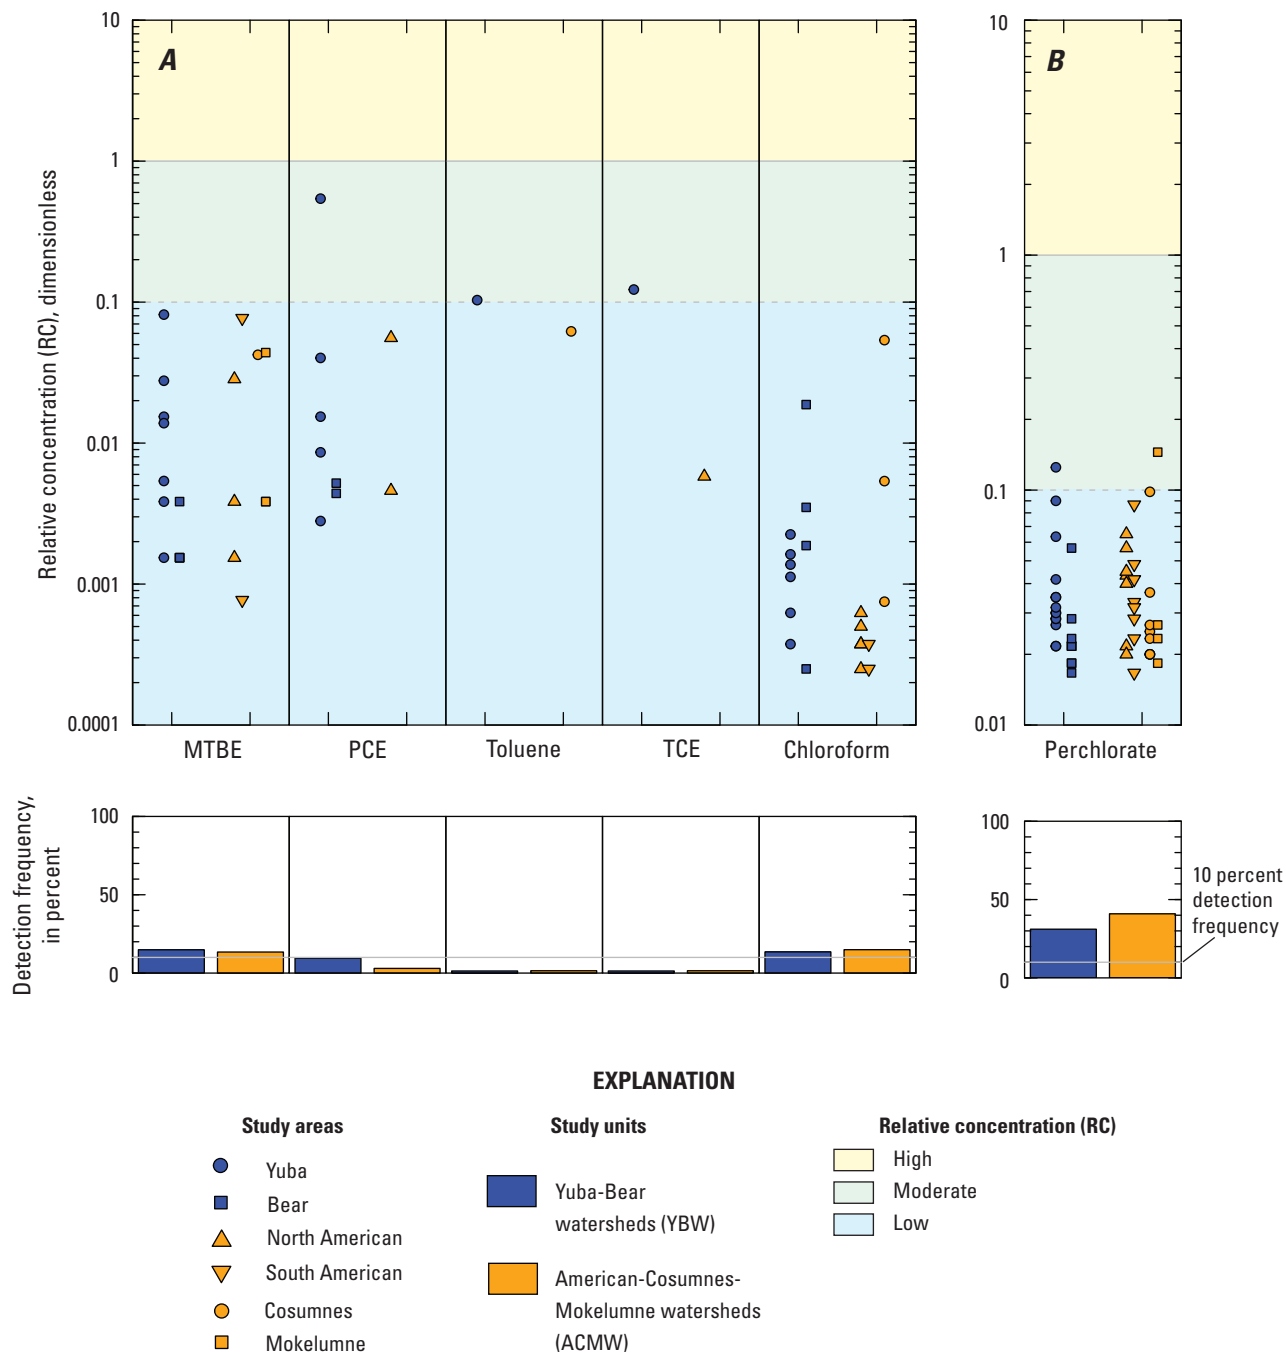 A
B
10
1
0.1
0.01
0.001
0.0001
Relative concentration (RC), dimensionless
MTBE
PCE
Toluene
TCE
Chloroform
10
1
0.1
0.01
Perchlorate
100
50
0
Detection frequency,
in percent
100
50
0
10 percent
detection
frequency
EXPLANATION
Study areas
Yuba
Bear
North American
South American
Cosumnes
Mokelumne
Study units
Yuba-Bear
watersheds (YBW)
American-Cosumnes-
Mokelumne watersheds
(ACMW)
Relative concentration (RC)
High
Moderate
Low